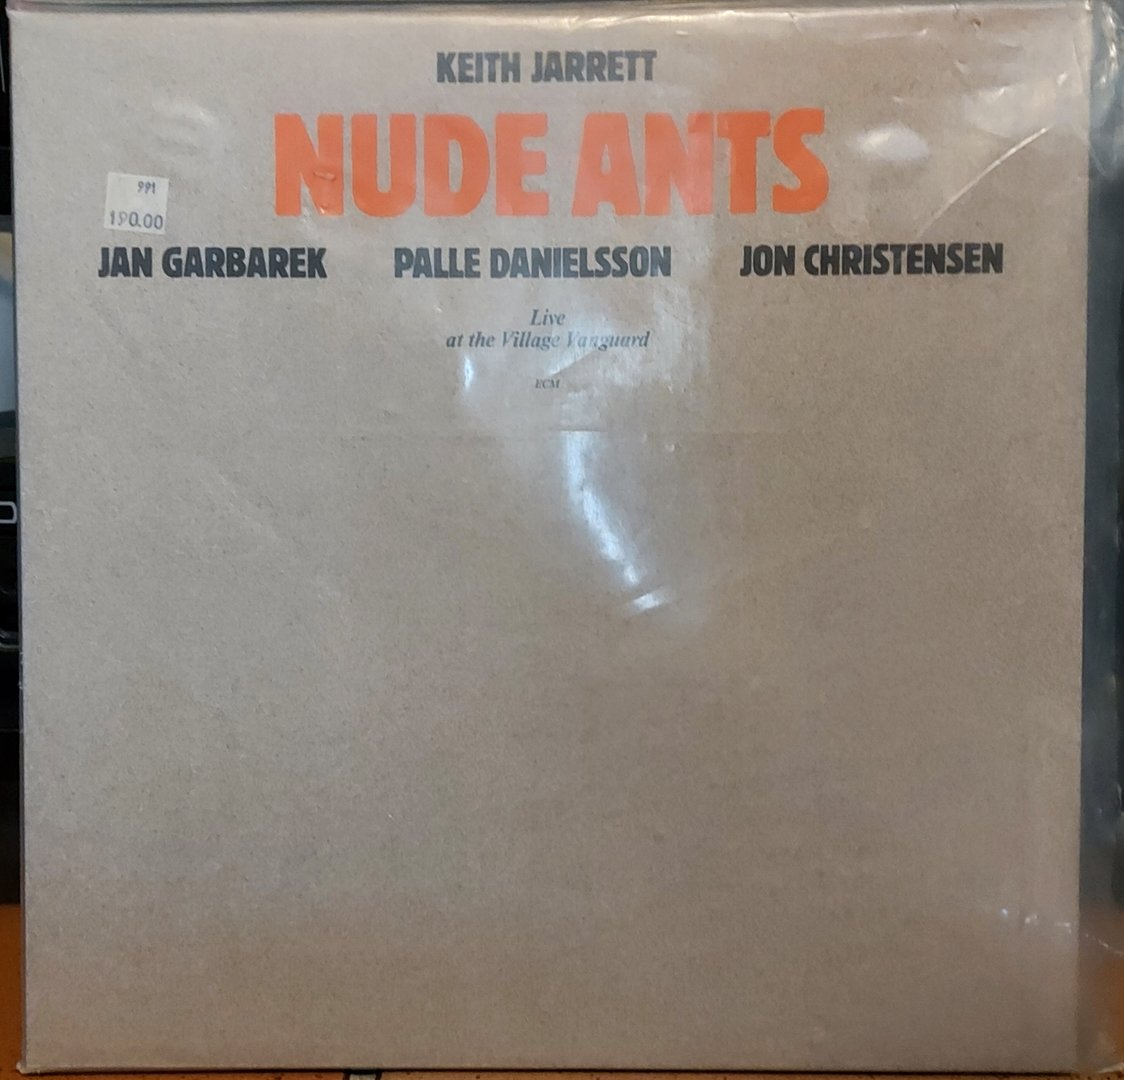 KEITH JARRETT
NUDE ANTS
991
190.00
JAN GARBAREK PALLE DANIELSSON JON CHRISTENSEN
Live
at the Village Vanguard
ECM